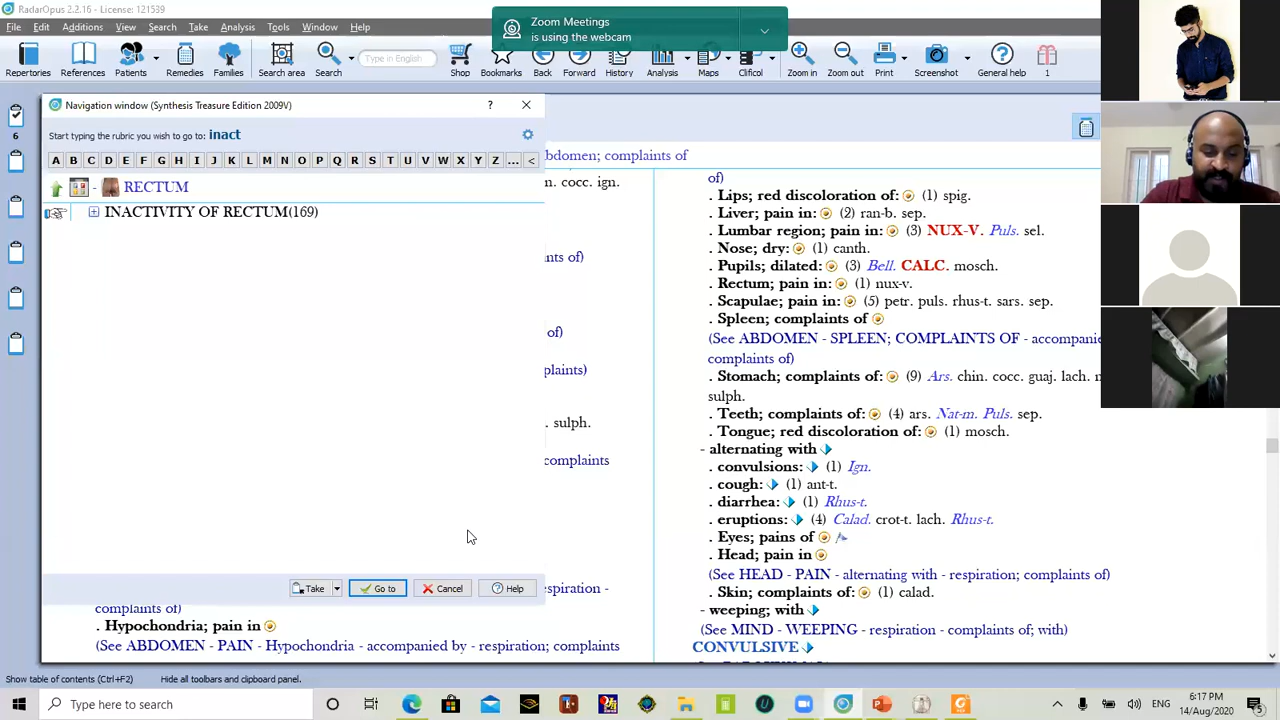 RadarOpus 2.2.16 - License: 121539
File Edit Additions View Search Take Analysis Tools Window Help
Zoom Meetings
is using the webcam
Repertories References Patients Remedies Families Search area Search Type in English Shop Bookmarks Back Forward History Analysis Maps Clificol Zoom in Zoom out Print Screenshot General help 1
6
Navigation window (Synthesis Treasure Edition 2009V) ?
Start typing the rubric you wish to go to: inact
A B C D E F G H I J K L M N O P Q R S T U V W X Y Z ... <
- RECTUM
INACTIVITY OF RECTUM(169)
Take Go to Cancel Help
bdomen; complaints of
n. cocc. ign.
nts of)
of)
plaints)
. sulph.
complaints
espiration -
complaints of)
. Hypochondria; pain in
(See ABDOMEN - PAIN - Hypochondria - accompanied by - respiration; complaints
of)
. Lips; red discoloration of: (1) spig.
. Liver; pain in: (2) ran-b. sep.
. Lumbar region; pain in: (3) NUX-V. Puls. sel.
. Nose; dry: (1) canth.
. Pupils; dilated: (3) Bell. CALC. mosch.
. Rectum; pain in: (1) nux-v.
. Scapulae; pain in: (5) petr. puls. rhus-t. sars. sep.
. Spleen; complaints of
(See ABDOMEN - SPLEEN; COMPLAINTS OF - accompanie
complaints of)
. Stomach; complaints of: (9) Ars. chin. cocc. guaj. lach. n
sulph.
. Teeth; complaints of: (4) ars. Nat-m. Puls. sep.
. Tongue; red discoloration of: (1) mosch.
- alternating with
. convulsions: (1) Ign.
. cough: (1) ant-t.
. diarrhea: (1) Rhus-t.
. eruptions: (4) Calad. crot-t. lach. Rhus-t.
. Eyes; pains of
. Head; pain in
(See HEAD - PAIN - alternating with - respiration; complaints of)
. Skin; complaints of: (1) calad.
- weeping; with
(See MIND - WEEPING - respiration - complaints of; with)
CONVULSIVE
Show table of contents (Ctrl+F2) Hide all toolbars and clipboard panel.
Type here to search
ENG
6:17 PM
14/Aug/2020
5